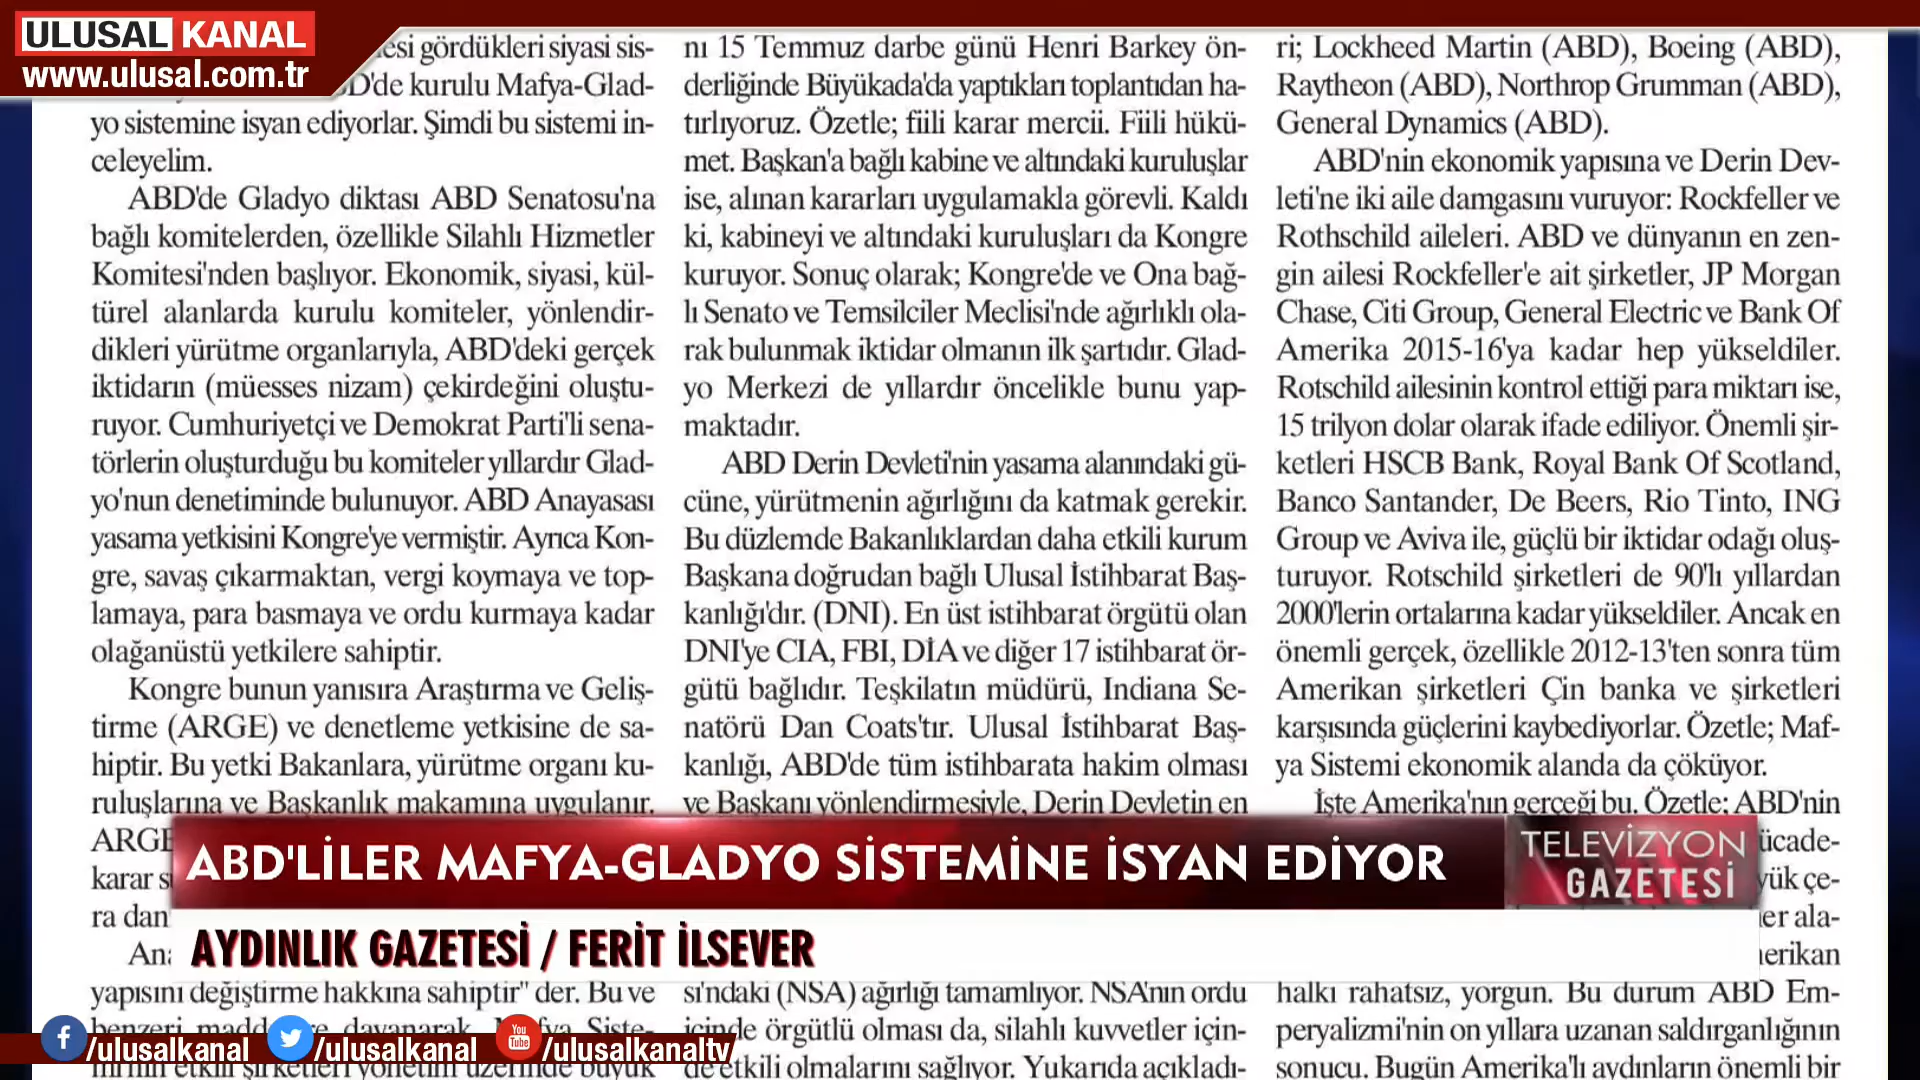 ULUSAL KANAL
www.ulusal.com.tr
esi gördükleri siyasi sis-
D'de kurulu Mafya-Glad-
yo sistemine isyan ediyorlar. Şimdi bu sistemi in-
celeyelim.
ABD'de Gladyo diktası ABD Senatosu'na
bağlı komitelerden, özellikle Silahlı Hizmetler
Komitesi'nden başlıyor. Ekonomik, siyasi, kül-
türel alanlarda kurulu komiteler, yönlendir-
dikleri yürütme organlarıyla, ABD'deki gerçek
iktidarın (müesses nizam) çekirdeğini oluştu-
ruyor. Cumhuriyetçi ve Demokrat Parti'li sena-
törlerin oluşturduğu bu komiteler yıllardır Glad-
yo'nun denetiminde bulunuyor. ABD Anayasası
yasama yetkisini Kongre'ye vermiştir. Ayrıca Kon-
gre, savaş çıkarmaktan, vergi koymaya ve top-
lamaya, para basmaya ve ordu kurmaya kadar
olağanüstü yetkilere sahiptir.
Kongre bunun yanısıra Araştırma ve Geliş-
tirme (ARGE) ve denetleme yetkisine de sa-
hiptir. Bu yetki Bakanlara, yürütme organı ku-
ruluşlarına ve Başkanlık makamına uygulanır.
ARGE
karar s
ra dan
Ana
yapısını değiştirme hakkına sahiptir" der. Bu ve
nı 15 Temmuz darbe günü Henri Barkey ön-
derliğinde Büyükada'da yaptıkları toplantıdan ha-
tırlıyoruz. Özetle; fiili karar mercii. Fiili hükü-
met. Başkan'a bağlı kabine ve altındaki kuruluşlar
ise, alınan kararları uygulamakla görevli. Kaldı
ki, kabineyi ve altındaki kuruluşları da Kongre
kuruyor. Sonuç olarak; Kongre'de ve Ona bağ-
lı Senato ve Temsilciler Meclisi'nde ağırlıklı ola-
rak bulunmak iktidar olmanın ilk şartıdır. Glad-
yo Merkezi de yıllardır öncelikle bunu yap-
maktadır.
ABD Derin Devleti'nin yasama alanındaki gü-
cüne, yürütmenin ağırlığını da katmak gerekir.
Bu düzlemde Bakanlıklardan daha etkili kurum
Başkana doğrudan bağlı Ulusal İstihbarat Baş-
kanlığı'dır. (DNI). En üst istihbarat örgütü olan
DNI'ye CIA, FBI, DİA ve diğer 17 istihbarat ör-
gütü bağlıdır. Teşkilatın müdürü, Indiana Se-
natörü Dan Coats'tır. Ulusal İstihbarat Baş-
kanlığı, ABD'de tüm istihbarata hakim olması
ve Başkanı yönlendirmesiyle, Derin Devletin en
sı'ndaki (NSA) ağırlığı tamamlıyor. NSA'nın ordu
içinde örgütlü olması da, silahlı kuvvetler için-
de etkili olmalarını sağlıyor. Yukarıda açıkladı-
ri; Lockheed Martin (ABD), Boeing (ABD),
Raytheon (ABD), Northrop Grumman (ABD),
General Dynamics (ABD).
ABD'nin ekonomik yapısına ve Derin Dev-
leti'ne iki aile damgasını vuruyor: Rockfeller ve
Rothschild aileleri. ABD ve dünyanın en zen-
gin ailesi Rockfeller'e ait şirketler, JP Morgan
Chase, Citi Group, General Electric ve Bank Of
Amerika 2015-16'ya kadar hep yükseldiler.
Rotschild ailesinin kontrol ettiği para miktarı ise,
15 trilyon dolar olarak ifade ediliyor. Önemli şir-
ketleri HSCB Bank, Royal Bank Of Scotland,
Banco Santander, De Beers, Rio Tinto, ING
Group ve Aviva ile, güçlü bir iktidar odağı oluş-
turuyor. Rotschild şirketleri de 90'lı yıllardan
2000'lerin ortalarına kadar yükseldiler. Ancak en
önemli gerçek, özellikle 2012-13'ten sonra tüm
Amerikan şirketleri Çin banka ve şirketleri
karşısında güçlerini kaybediyorlar. Özetle; Maf-
ya Sistemi ekonomik alanda da çöküyor.
İşte Amerika'nın gerçeği bu. Özetle; ABD'nin
ücade-
yük çe-
er ala-
erikan
halkı rahatsız, yorgun. Bu durum ABD Em-
peryalizmi'nin on yıllara uzanan saldırganlığının
sonucu. Bugün Amerika'lı aydınların önemli bir
ABD'LİLER MAFYA-GLADYO SİSTEMİNE İSYAN EDİYOR
TELEVİZYON
GAZETESİ
AYDINLIK GAZETESİ / FERİT İLSEVER
/ulusalkanal
/ulusalkanal
You Tube
/ulusalkanaltv